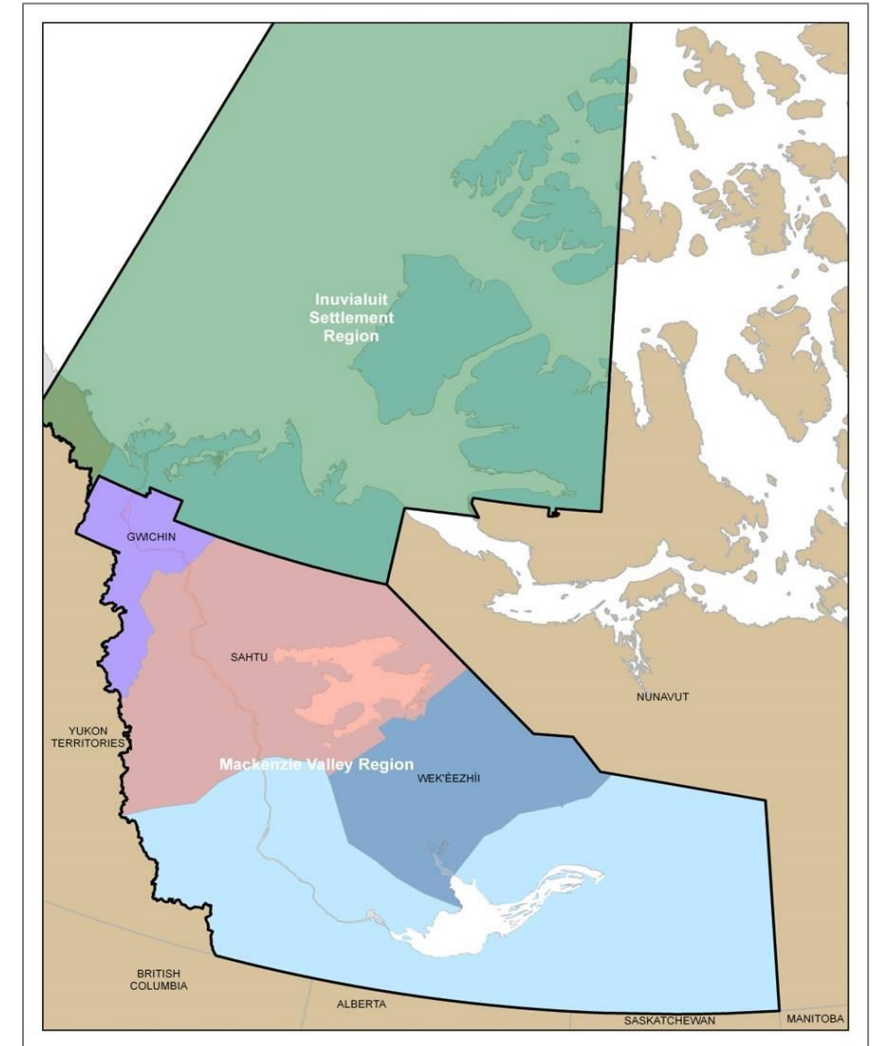 Inuvialuit
Settlement
Region
GWICHIN
SAHTU
NUNAVUT
YUKON
TERRITORIES
Mackenzie Valley Region
WEK'ÈEZHÌI
BRITISH
COLUMBIA
ALBERTA
SASKATCHEWAN
MANITOBA